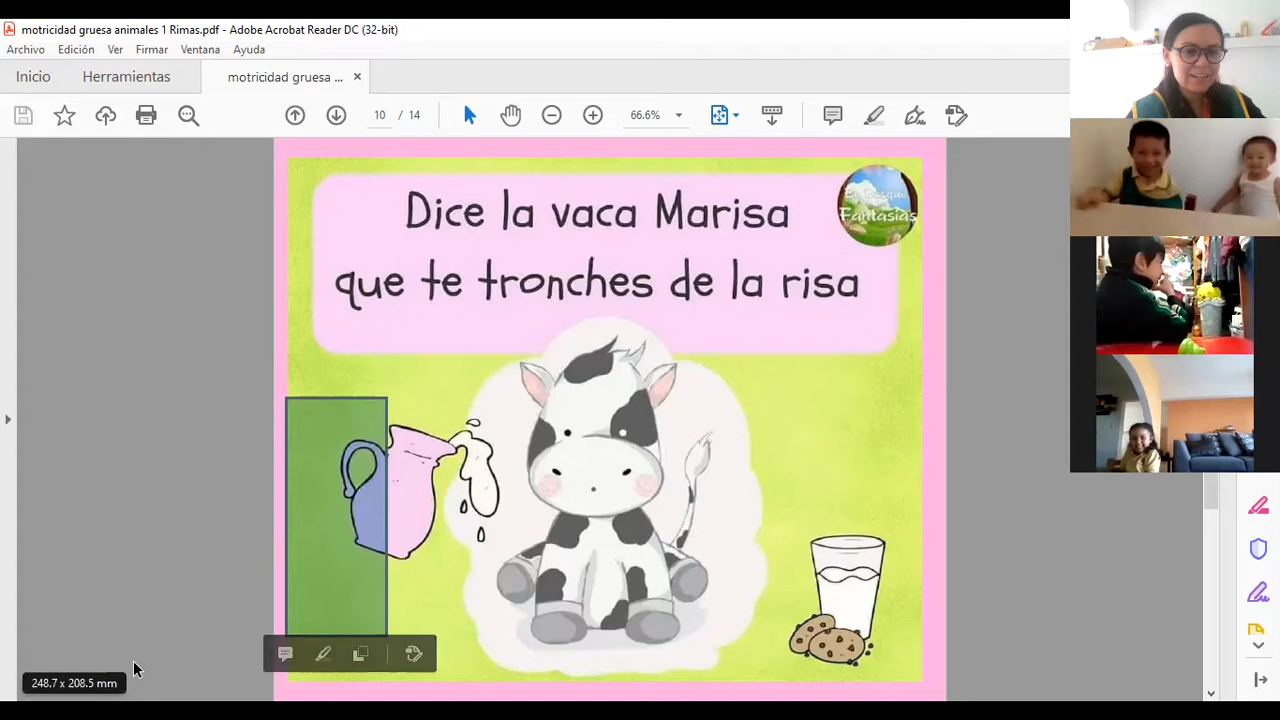 motricidad gruesa animales 1 Rimas.pdf - Adobe Acrobat Reader DC (32-bit)
Archivo Edición Ver Firmar Ventana Ayuda
Inicio Herramientas motricidad gruesa ... ×
10 / 14 66.6%
Dice la vaca Marisa
que te tronches de la risa
El Bosque
Fantasías
248.7 x 208.5 mm